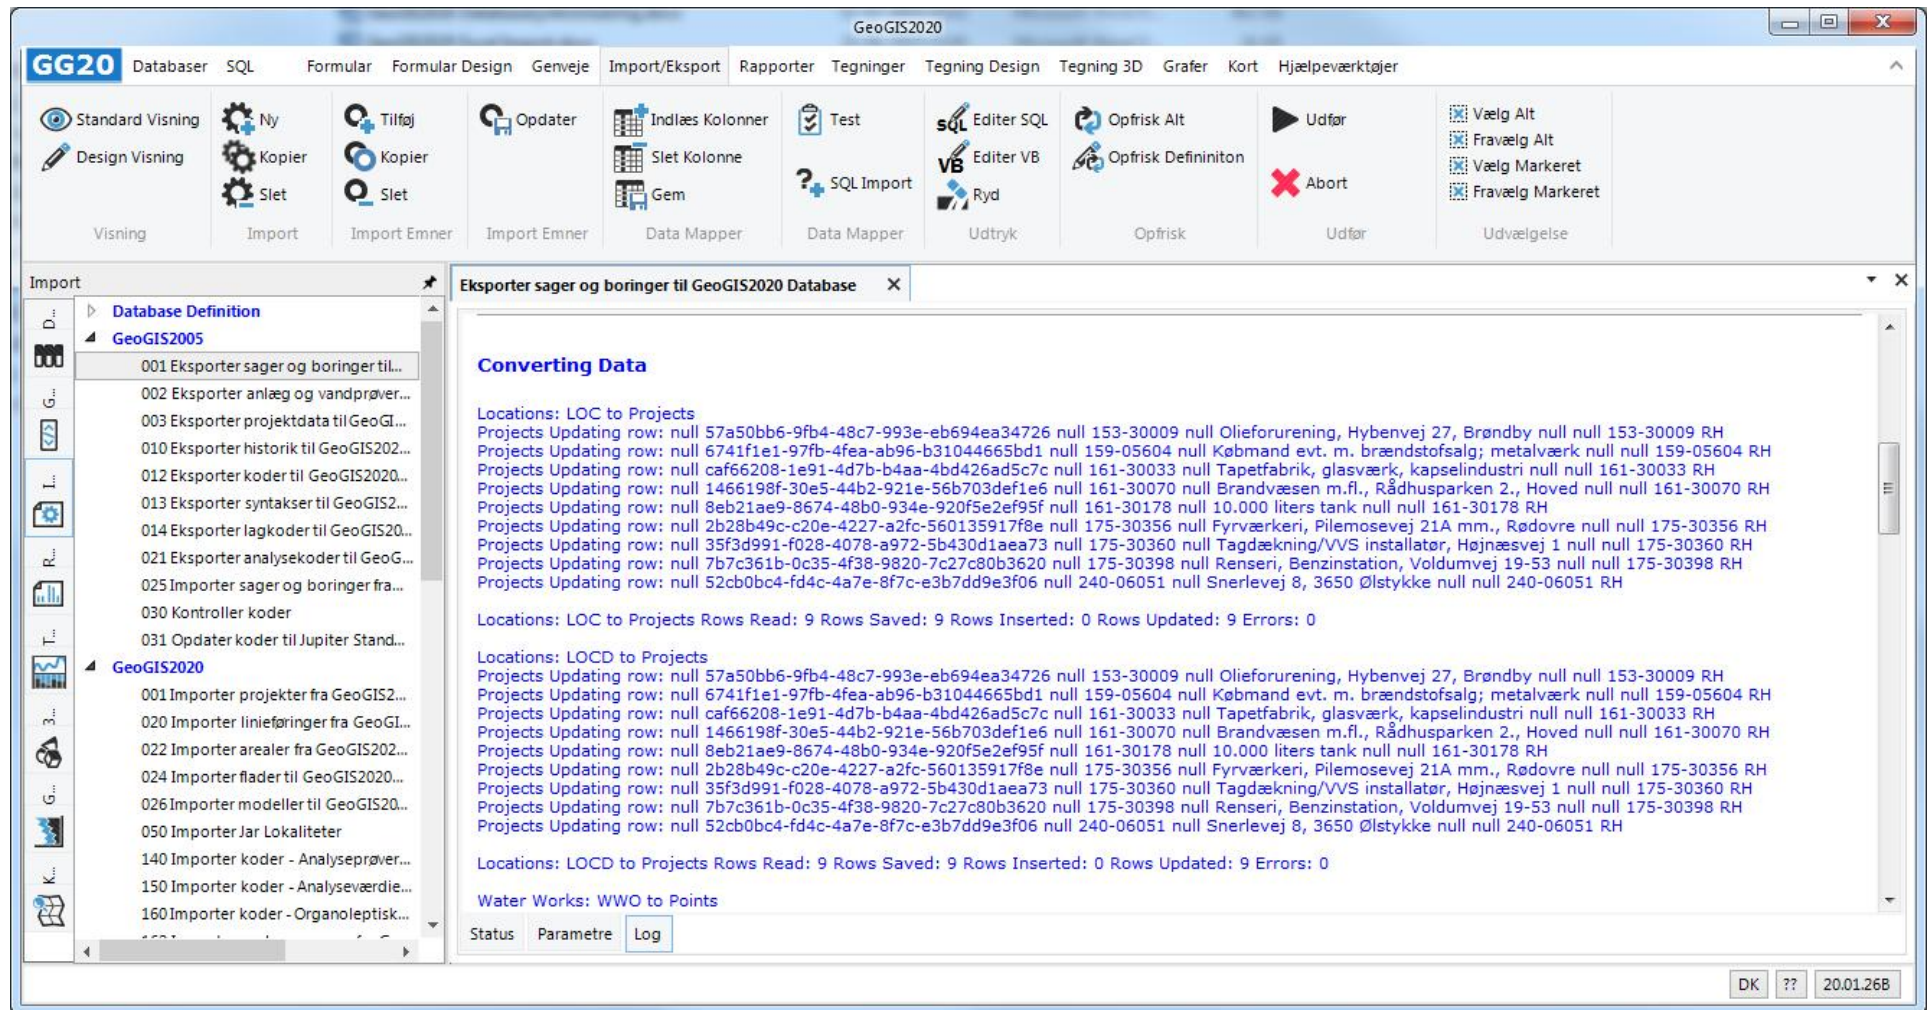 GeoGIS2020
GG20 Databaser SQL Formular Formular Design Genveje Import/Eksport Rapporter Tegninger Tegning Design Tegning 3D Grafer Kort Hjælpeværktøjer
Standard Visning
Design Visning
Visning
Ny
Kopier
Slet
Import
Tilføj
Kopier
Slet
Import Emner
Opdater
Import Emner
Indlæs Kolonner
Slet Kolonne
Gem
Data Mapper
Test
SQL Import
Data Mapper
SQL Editer SQL
VB Editer VB
Ryd
Udtryk
Opfrisk Alt
Opfrisk Defininiton
Opfrisk
Udfør
Abort
Udfør
Vælg Alt
Fravælg Alt
Vælg Markeret
Fravælg Markeret
Udvælgelse
Import
D...
G...
I...
R...
T...
3...
G...
K...
Database Definition
GeoGIS2005
001 Eksporter sager og boringer til...
002 Eksporter anlæg og vandprøver...
003 Eksporter projektdata til GeoGI...
010 Eksporter historik til GeoGIS202...
012 Eksporter koder til GeoGIS2020...
013 Eksporter syntakser til GeoGIS2...
014 Eksporter lagkoder til GeoGIS20...
021 Eksporter analysekoder til GeoG...
025 Importer sager og boringer fra...
030 Kontroller koder
031 Opdater koder til Jupiter Stand...
GeoGIS2020
001 Importer projekter fra GeoGIS2...
020 Importer linieføringer fra GeoGI...
022 Importer arealer fra GeoGIS202...
024 Importer flader til GeoGIS2020...
026 Importer modeller til GeoGIS20...
050 Importer Jar Lokaliteter
140 Importer koder - Analyseprøver...
150 Importer koder - Analyseværdie...
160 Importer koder - Organoleptisk...
Eksporter sager og boringer til GeoGIS2020 Database
Converting Data
Locations: LOC to Projects
Projects Updating row: null 57a50bb6-9fb4-48c7-993e-eb694ea34726 null 153-30009 null Olieforurening, Hybenvej 27, Brøndby null null 153-30009 RH
Projects Updating row: null 6741f1e1-97fb-4fea-ab96-b31044665bd1 null 159-05604 null Købmand evt. m. brændstofsalg; metalværk null null 159-05604 RH
Projects Updating row: null caf66208-1e91-4d7b-b4aa-4bd426ad5c7c null 161-30033 null Tapetfabrik, glasværk, kapselindustri null null 161-30033 RH
Projects Updating row: null 1466198f-30e5-44b2-921e-56b703def1e6 null 161-30070 null Brandvæsen m.fl., Rådhusparken 2., Hoved null null 161-30070 RH
Projects Updating row: null 8eb21ae9-8674-48b0-934e-920f5e2ef95f null 161-30178 null 10.000 liters tank null null 161-30178 RH
Projects Updating row: null 2b28b49c-c20e-4227-a2fc-560135917f8e null 175-30356 null Fyrværkeri, Pilemosevej 21A mm., Rødovre null null 175-30356 RH
Projects Updating row: null 35f3d991-f028-4078-a972-5b430d1aea73 null 175-30360 null Tagdækning/VVS installatør, Højnæsvej 1 null null 175-30360 RH
Projects Updating row: null 7b7c361b-0c35-4f38-9820-7c27c80b3620 null 175-30398 null Renseri, Benzinstation, Voldumvej 19-53 null null 175-30398 RH
Projects Updating row: null 52cb0bc4-fd4c-4a7e-8f7c-e3b7dd9e3f06 null 240-06051 null Snerlevej 8, 3650 Ølstykke null null 240-06051 RH
Locations: LOC to Projects Rows Read: 9 Rows Saved: 9 Rows Inserted: 0 Rows Updated: 9 Errors: 0
Locations: LOCD to Projects
Projects Updating row: null 57a50bb6-9fb4-48c7-993e-eb694ea34726 null 153-30009 null Olieforurening, Hybenvej 27, Brøndby null null 153-30009 RH
Projects Updating row: null 6741f1e1-97fb-4fea-ab96-b31044665bd1 null 159-05604 null Købmand evt. m. brændstofsalg; metalværk null null 159-05604 RH
Projects Updating row: null caf66208-1e91-4d7b-b4aa-4bd426ad5c7c null 161-30033 null Tapetfabrik, glasværk, kapselindustri null null 161-30033 RH
Projects Updating row: null 1466198f-30e5-44b2-921e-56b703def1e6 null 161-30070 null Brandvæsen m.fl., Rådhusparken 2., Hoved null null 161-30070 RH
Projects Updating row: null 8eb21ae9-8674-48b0-934e-920f5e2ef95f null 161-30178 null 10.000 liters tank null null 161-30178 RH
Projects Updating row: null 2b28b49c-c20e-4227-a2fc-560135917f8e null 175-30356 null Fyrværkeri, Pilemosevej 21A mm., Rødovre null null 175-30356 RH
Projects Updating row: null 35f3d991-f028-4078-a972-5b430d1aea73 null 175-30360 null Tagdækning/VVS installatør, Højnæsvej 1 null null 175-30360 RH
Projects Updating row: null 7b7c361b-0c35-4f38-9820-7c27c80b3620 null 175-30398 null Renseri, Benzinstation, Voldumvej 19-53 null null 175-30398 RH
Projects Updating row: null 52cb0bc4-fd4c-4a7e-8f7c-e3b7dd9e3f06 null 240-06051 null Snerlevej 8, 3650 Ølstykke null null 240-06051 RH
Locations: LOCD to Projects Rows Read: 9 Rows Saved: 9 Rows Inserted: 0 Rows Updated: 9 Errors: 0
Water Works: WWO to Points
Status Parametre Log
DK ?? 20.01.26B